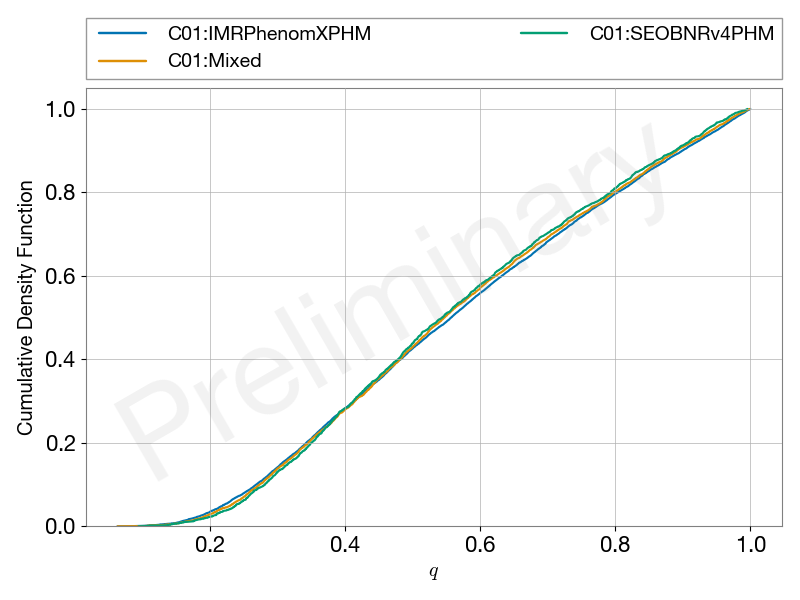 C01:IMRPhenomXPHM
C01:Mixed
C01:SEOBNRv4PHM
Cumulative Density Function
1.0
0.8
0.6
0.4
0.2
0.0
Preliminary
0.2 0.4 0.6 0.8 1.0
q